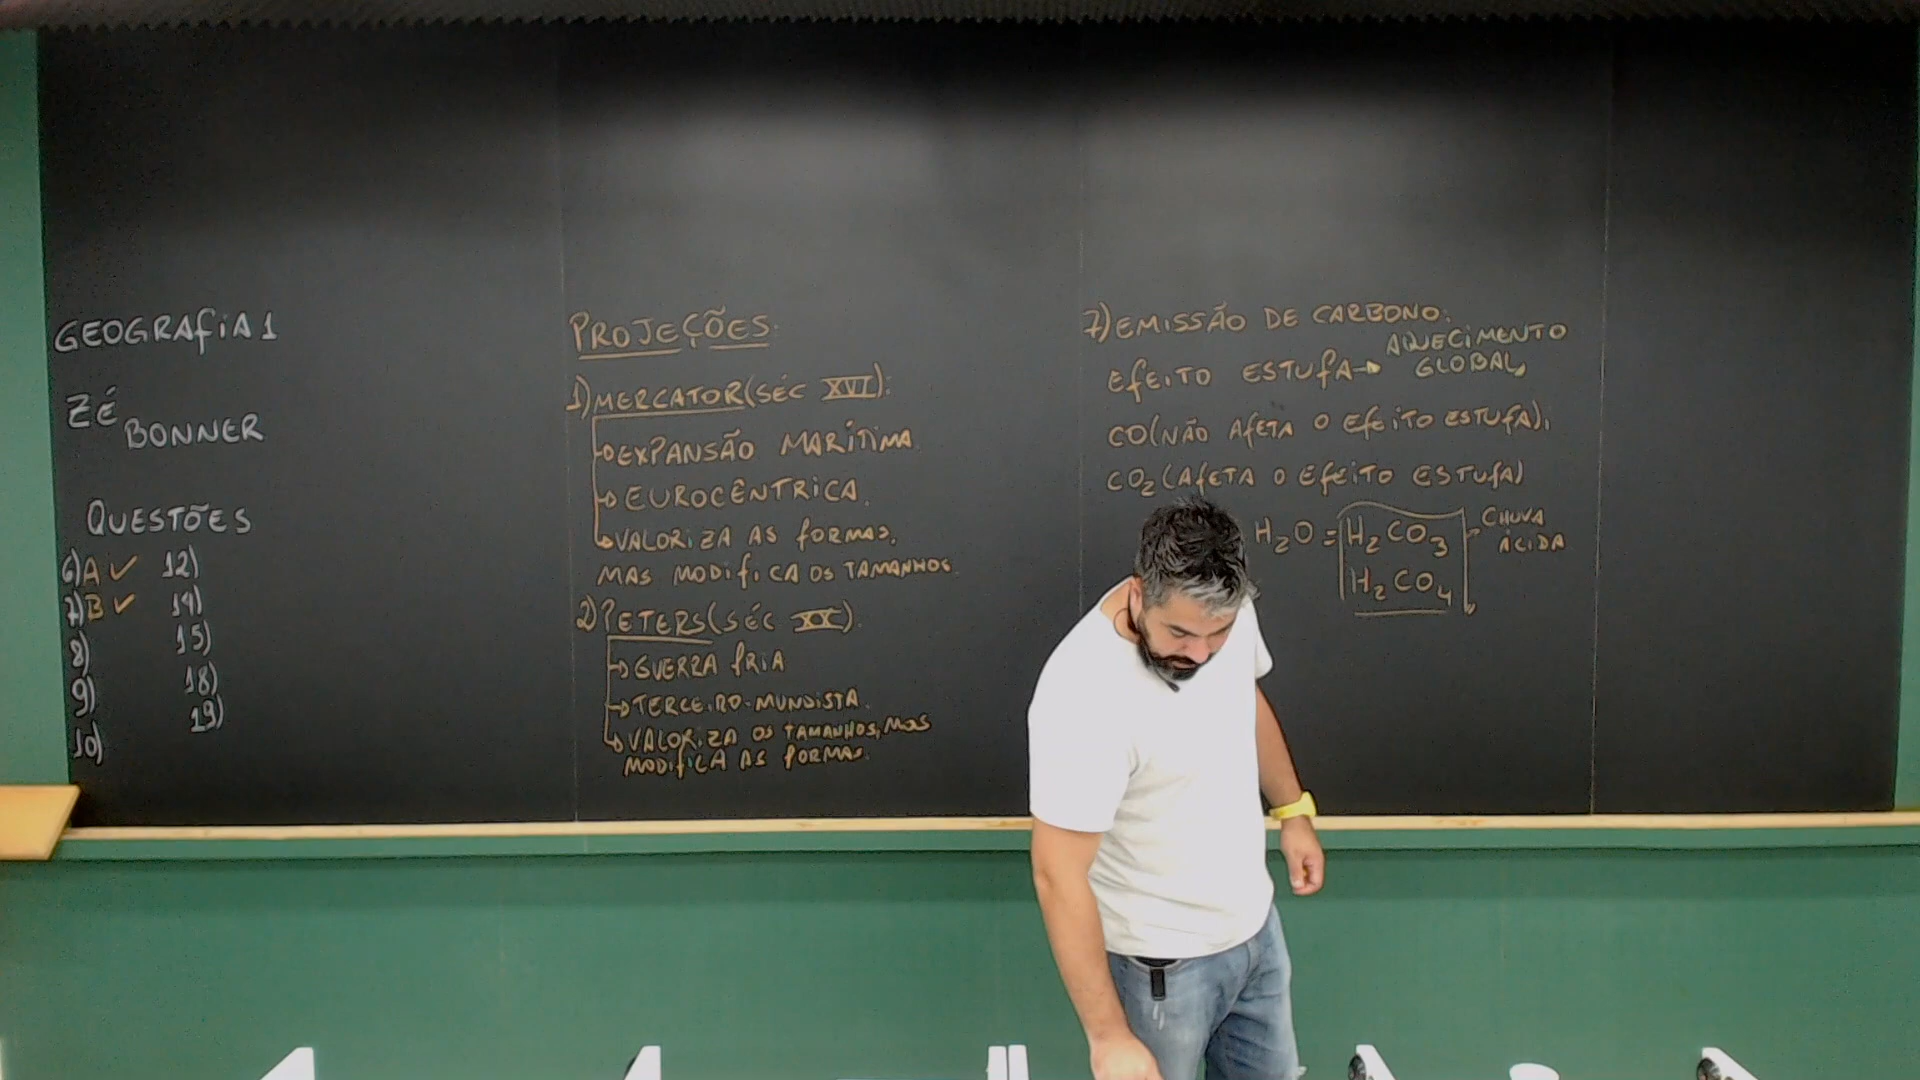 GEOGRAFIA 1
ZÉ
BONNER
QUESTÕES
6) A ✓ 12)
7) B ✓ 14)
8) 15)
9) 18)
10) 19)
PROJEÇÕES.
1) MERCATOR (SÉC XVI):
→ EXPANSÃO MARÍTIMA
→ EUROCÊNTRICA.
→ VALORIZA AS FORMAS,
MAS MODIFICA OS TAMANHOS.
2) PETERS (SÉC XX).
→ GUERRA FRIA
→ TERCEIRO-MUNDISTA.
→ VALORIZA OS TAMANHOS, MAS
MODIFICA AS FORMAS.
7) EMISSÃO DE CARBONO.
EFEITO ESTUFA → AQUECIMENTO
GLOBAL,
CO (NÃO AFETA O EFEITO ESTUFA),
CO₂ (AFETA O EFEITO ESTUFA)
H₂O = H₂CO₃ CHUVA
H₂CO₄ ÁCIDA